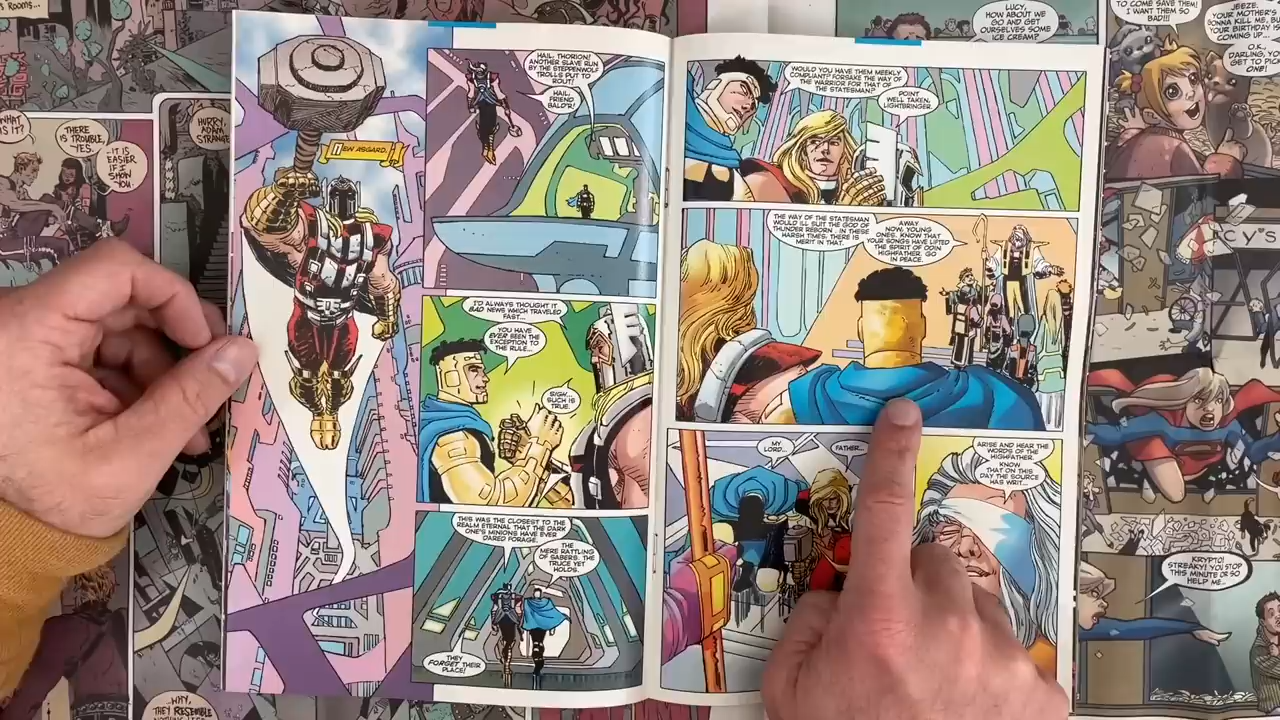 NEW ASGARD.
HAIL, THORION!
ANOTHER SLAVE RUN
BY THE STEPPENWOLF
TROLLS PUT TO
ROUT!
HAIL,
FRIEND
BALD'R!
I'D ALWAYS THOUGHT IT
BAD NEWS WHICH TRAVELED
FAST...
YOU HAVE
EVER SEEN THE
EXCEPTION TO
THE RULE...
SIGH...
SUCH IS
TRUE.
THIS WAS THE CLOSEST TO THE
REALM ETERNAL THAT THE DARK
ONE'S MINIONS HAVE EVER
DARED FORAGE.
THE
MERE RATTLING
OF SABERS. THE
TRUCE YET
HOLDS.
THEY
FORGET THEIR
PLACE!
WOULD YOU HAVE THEM MEEKLY
COMPLIANT? FORSAKE THE WAY OF
THE WARRIOR FOR THAT OF
THE STATESMAN?
POINT
WELL TAKEN,
LIGHTBRINGER.
THE WAY OF THE STATESMAN
WOULD ILL SUIT THE GOD OF
THUNDER REBORN. IN THESE
HARSH TIMES, THERE IS
MERIT IN THAT.
AWAY
NOW, YOUNG
ONES. KNOW THAT
YOUR SONGS HAVE LIFTED
THE SPIRIT OF ODIN
HIGHFATHER. GO
IN PEACE.
MY
LORD...
FATHER...
ARISE AND HEAR THE
WORDS OF THE
HIGHFATHER.
KNOW
THAT ON THIS
DAY THE SOURCE
HAS WRIT...
THERE
IS TROUBLE,
YES.
IT IS
EASIER
IF I
SHOW
YOU.
HURRY,
ADAM
STRANGE
THEY RESEMBLE
LUCY,
HOW ABOUT WE
GO AND GET
OURSELVES SOME
ICE CREAM?
TO COME SAVE THEM!
I WANT THEM SO
BAD!!!
JEEZE.
YOUR MOTHER'S
GONNA KILL ME, BUT
YOUR BIRTHDAY IS
COMING UP...
O.K.,
DARLING, YOU
GET TO PICK
ONE!
CY'S
KRYPTO!
STREAKY! YOU STOP
THIS MINUTE OR SO
HELP ME..